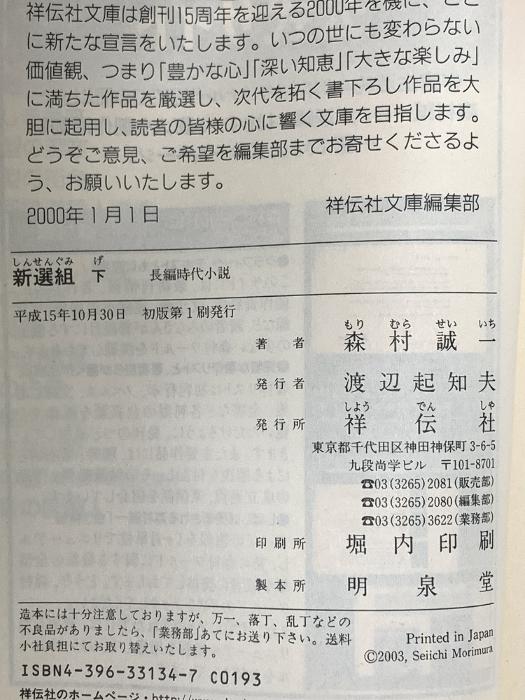 祥伝社文庫は創刊15周年を迎える2000年を機に、ここ
に新たな宣言をいたします。いつの世にも変わらない
価値観、つまり「豊かな心」「深い知恵」「大きな楽しみ」
に満ちた作品を厳選し、次代を拓く書下ろし作品を大
胆に起用し、読者の皆様の心に響く文庫を目指します。
どうぞご意見、ご希望を編集部までお寄せくださるよ
う、お願いいたします。
2000年1月1日 祥伝社文庫編集部
しんせんぐみ げ
新選組 下 長編時代小説
平成15年10月30日 初版第1刷発行
もり むら せい いち
著者 森村誠一
発行者 渡辺起知夫
しよう でん しや
発行所 祥伝社
東京都千代田区神田神保町3-6-5
九段尚学ビル 〒101-8701
☎03(3265)2081(販売部)
☎03(3265)2080(編集部)
☎03(3265)3622(業務部)
印刷所 堀内印刷
製本所 明泉堂
造本には十分注意しておりますが、万一、落丁、乱丁などの
不良品がありましたら、「業務部」あてにお送り下さい。送料
小社負担にてお取り替えいたします。
Printed in Japan
©2003, Seiichi Morimura
ISBN4-396-33134-7 C0193
祥伝社のホームページ・http://www.